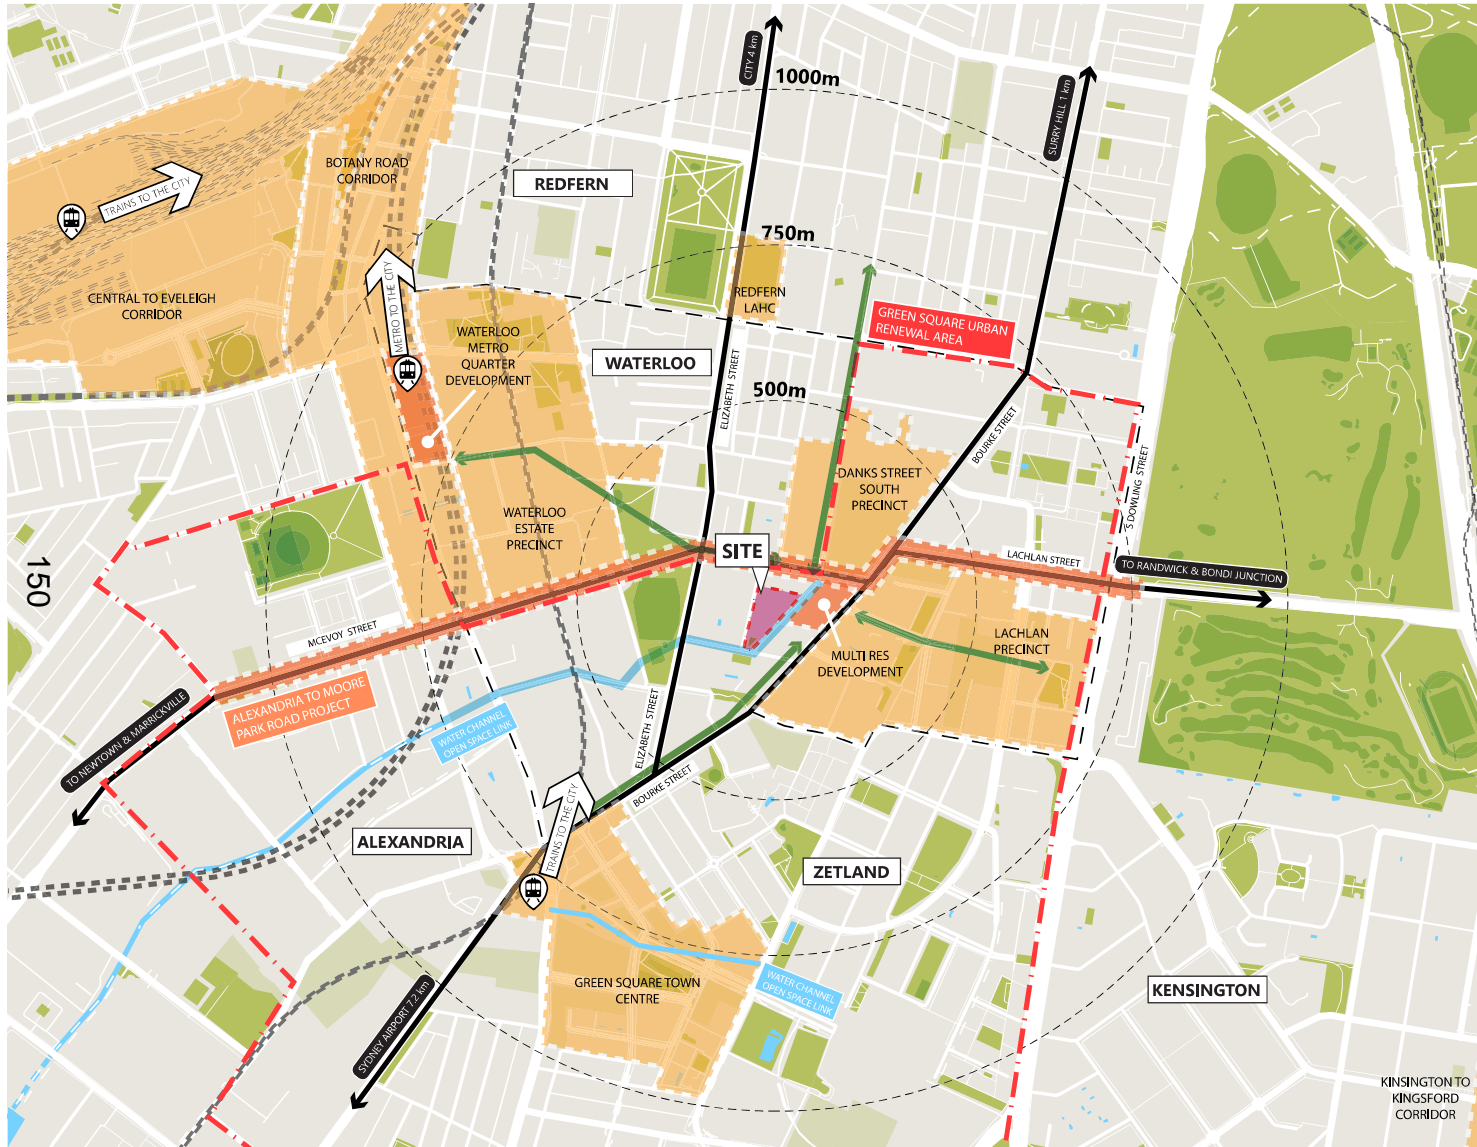 CITY 4 km
1000m
SURRY HILL 1 km
BOTANY ROAD
CORRIDOR
REDFERN
TRAINS TO THE CITY
750m
METRO TO THE CITY
CENTRAL TO EVELEIGH
CORRIDOR
REDFERN
LAHC
GREEN SQUARE URBAN
RENEWAL AREA
WATERLOO
METRO
QUARTER
DEVELOPMENT
WATERLOO
ELIZABETH STREET
500m
BOURKE STREET
DANKS STREET
SOUTH
PRECINCT
S DOWLING STREET
WATERLOO
ESTATE
PRECINCT
SITE
LACHLAN STREET
TO RANDWICK & BONDI JUNCTION
150
MCEVOY STREET
LACHLAN
PRECINCT
MULTI RES
DEVELOPMENT
ALEXANDRIA TO MOORE
PARK ROAD PROJECT
TO NEWTOWN & MARRICKVILLE
WATER CHANNEL
OPEN SPACE LINK
ELIZABETH STREET
BOURKE STREET
TRAINS TO THE CITY
ALEXANDRIA
ZETLAND
GREEN SQUARE TOWN
CENTRE
WATER CHANNEL
OPEN SPACE LINK
KENSINGTON
SYDNEY AIRPORT 7.2 km
KINSINGTON TO
KINGSFORD
CORRIDOR